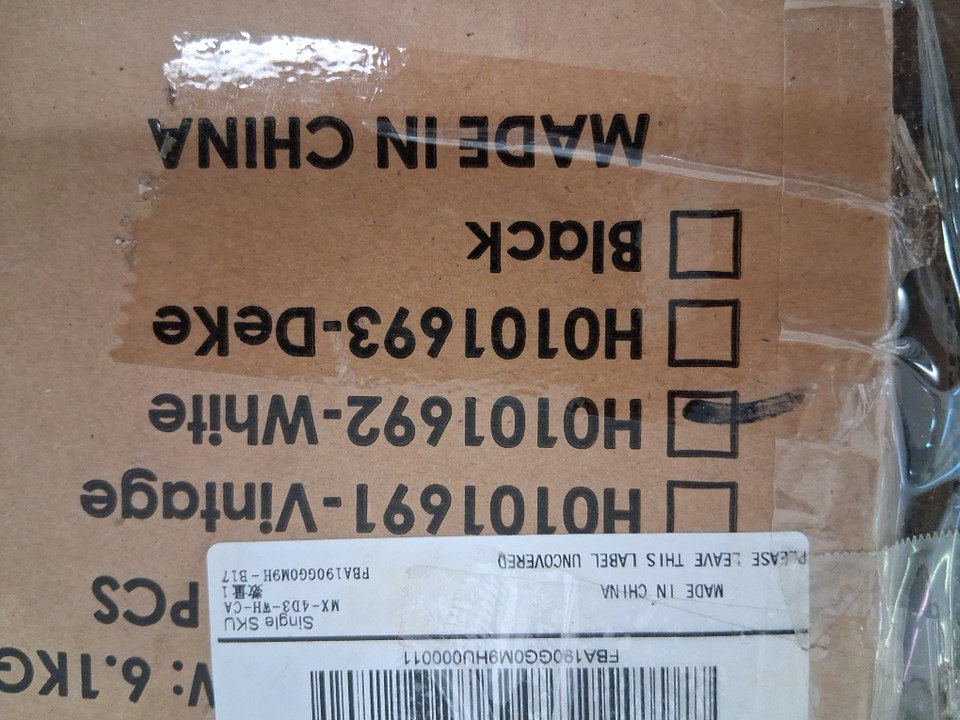 FBA190GG0M9HU000011
V: 6.1KG
Single SKU
MX-4D3-WH-CA
数量 1
FBA190GG0M9H-B17
MADE IN CHINA
PLEASE LEAVE THIS LABEL UNCOVERED
PCS
H0101691-Vintage
H0101692-White
H0101693-DeKe
Black
MADE IN CHINA